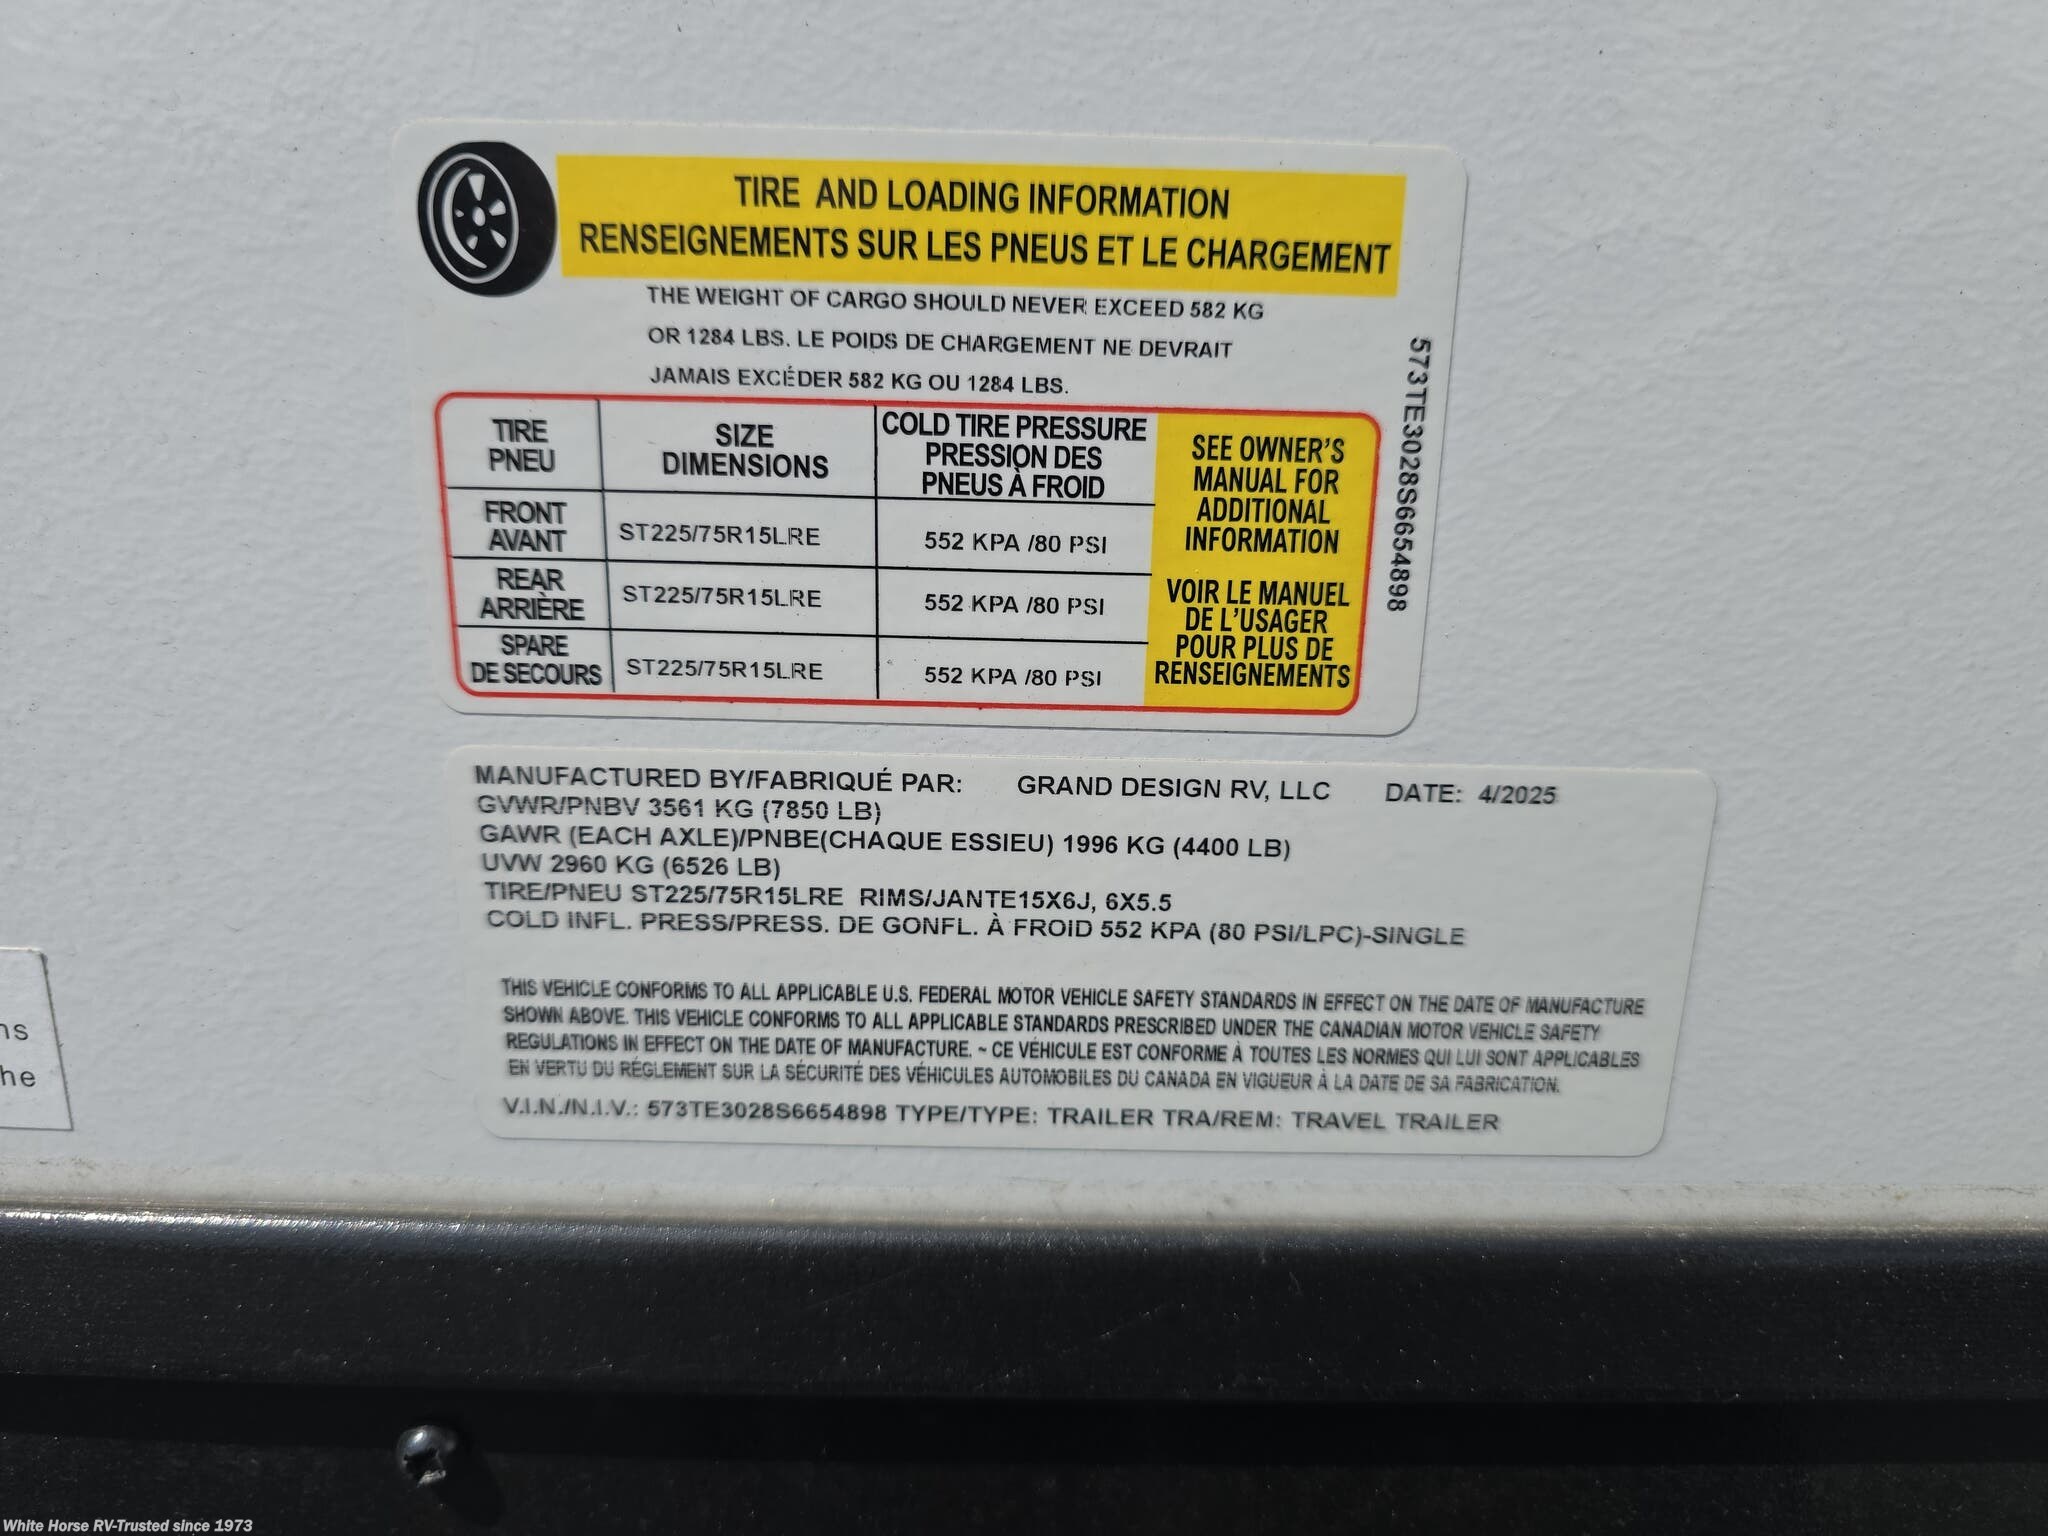 TIRE AND LOADING INFORMATION
RENSEIGNEMENTS SUR LES PNEUS ET LE CHARGEMENT
THE WEIGHT OF CARGO SHOULD NEVER EXCEED 582 KG
OR 1284 LBS. LE POIDS DE CHARGEMENT NE DEVRAIT
JAMAIS EXCÉDER 582 KG OU 1284 LBS.
TIRE
PNEU
SIZE
DIMENSIONS
COLD TIRE PRESSURE
PRESSION DES
PNEUS À FROID
FRONT
AVANT
ST225/75R15LRE
552 KPA /80 PSI
REAR
ARRIÈRE
ST225/75R15LRE
552 KPA /80 PSI
SPARE
DE SECOURS
ST225/75R15LRE
552 KPA /80 PSI
SEE OWNER'S
MANUAL FOR
ADDITIONAL
INFORMATION
VOIR LE MANUEL
DE L'USAGER
POUR PLUS DE
RENSEIGNEMENTS
573TE3028S6654898
MANUFACTURED BY/FABRIQUÉ PAR: GRAND DESIGN RV, LLC DATE: 4/2025
GVWR/PNBV 3561 KG (7850 LB)
GAWR (EACH AXLE)/PNBE(CHAQUE ESSIEU) 1996 KG (4400 LB)
UVW 2960 KG (6526 LB)
TIRE/PNEU ST225/75R15LRE RIMS/JANTE15X6J, 6X5.5
COLD INFL. PRESS/PRESS. DE GONFL. À FROID 552 KPA (80 PSI/LPC)-SINGLE
THIS VEHICLE CONFORMS TO ALL APPLICABLE U.S. FEDERAL MOTOR VEHICLE SAFETY STANDARDS IN EFFECT ON THE DATE OF MANUFACTURE
SHOWN ABOVE. THIS VEHICLE CONFORMS TO ALL APPLICABLE STANDARDS PRESCRIBED UNDER THE CANADIAN MOTOR VEHICLE SAFETY
REGULATIONS IN EFFECT ON THE DATE OF MANUFACTURE. ~ CE VÉHICULE EST CONFORME À TOUTES LES NORMES QUI LUI SONT APPLICABLES
EN VERTU DU RÉGLEMENT SUR LA SÉCURITÉ DES VÉHICULES AUTOMOBILES DU CANADA EN VIGUEUR À LA DATE DE SA FABRICATION.
V.I.N./N.I.V.: 573TE3028S6654898 TYPE/TYPE: TRAILER TRA/REM: TRAVEL TRAILER
White Horse RV-Trusted since 1973